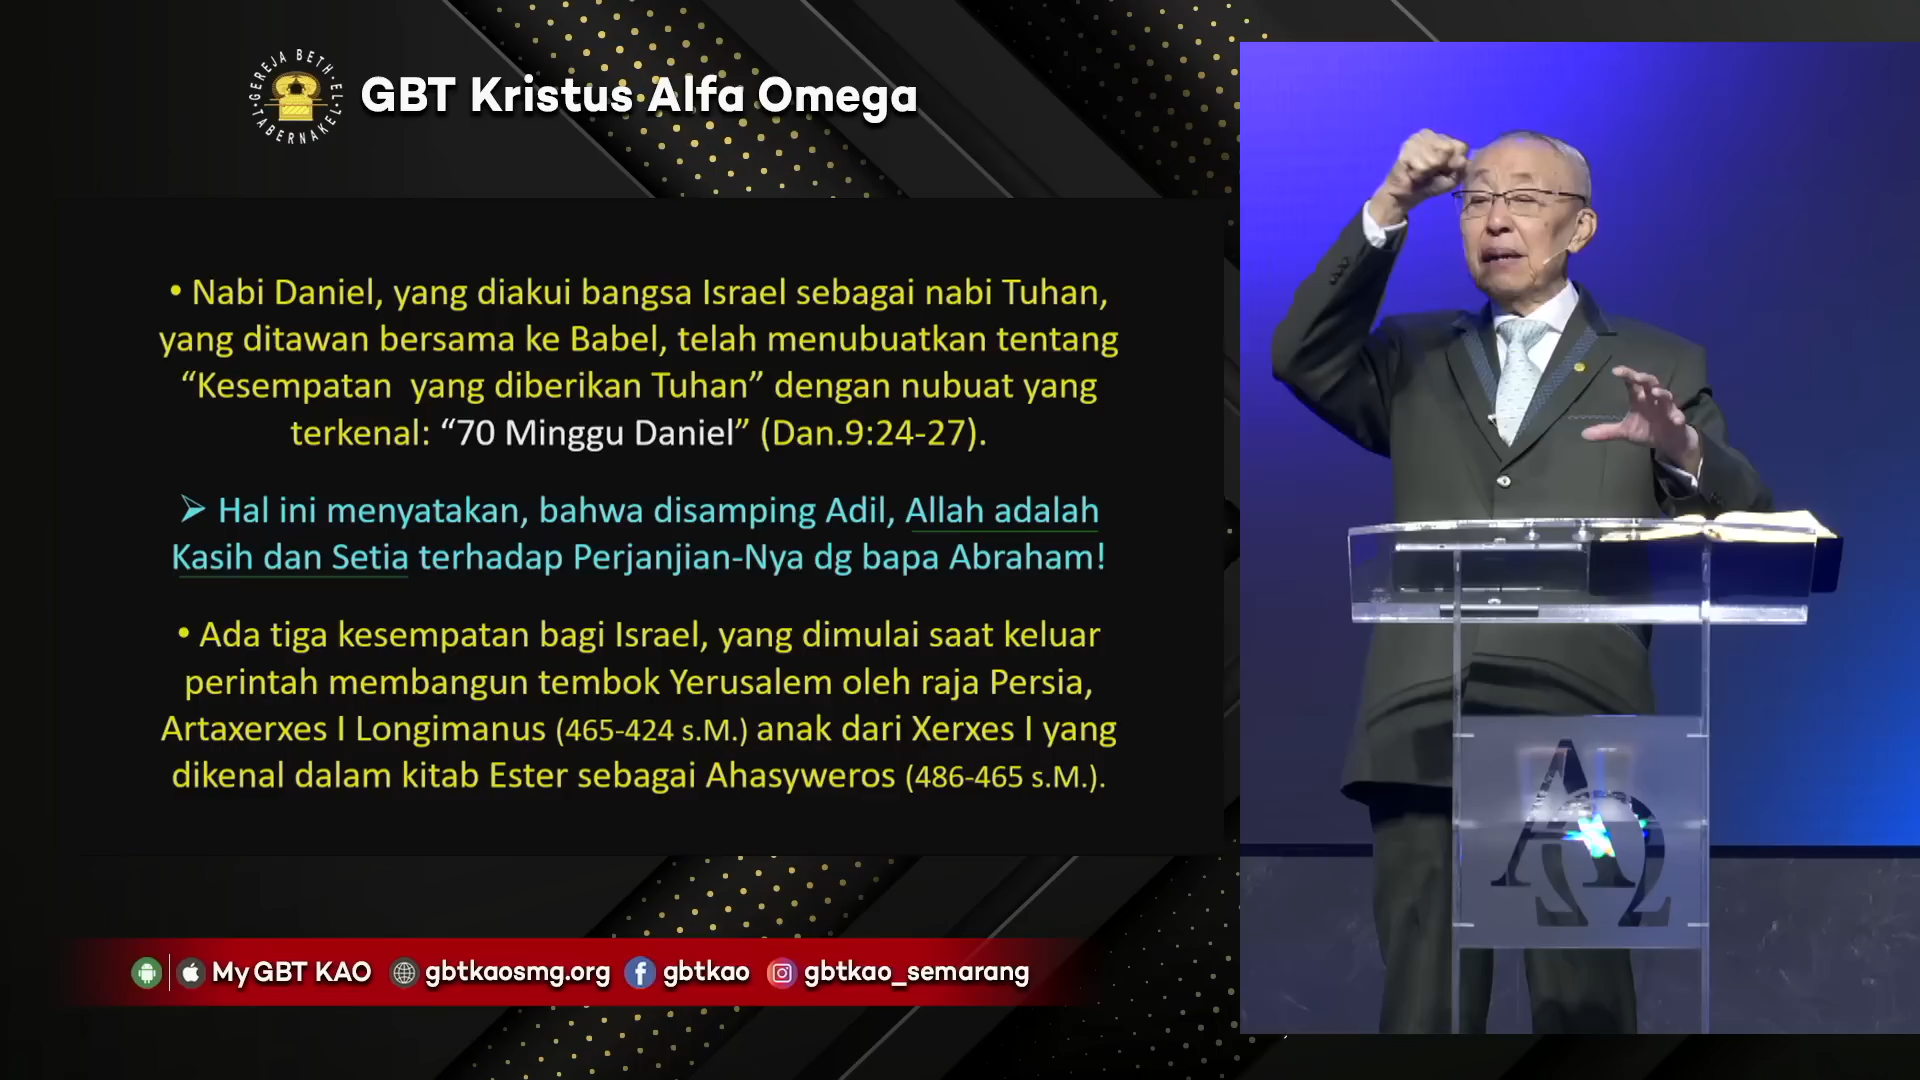 GEREJA BETH-EL
TABERNAKEL
GBT Kristus Alfa Omega
• Nabi Daniel, yang diakui bangsa Israel sebagai nabi Tuhan,
yang ditawan bersama ke Babel, telah menubuatkan tentang
“Kesempatan  yang diberikan Tuhan” dengan nubuat yang
terkenal: “70 Minggu Daniel” (Dan.9:24-27).
➢ Hal ini menyatakan, bahwa disamping Adil, Allah adalah
Kasih dan Setia terhadap Perjanjian-Nya dg bapa Abraham!
• Ada tiga kesempatan bagi Israel, yang dimulai saat keluar
perintah membangun tembok Yerusalem oleh raja Persia,
Artaxerxes I Longimanus (465-424 s.M.) anak dari Xerxes I yang
dikenal dalam kitab Ester sebagai Ahasyweros (486-465 s.M.).
ΑΩ
My GBT KAO gbtkaosmg.org gbtkao gbtkao_semarang